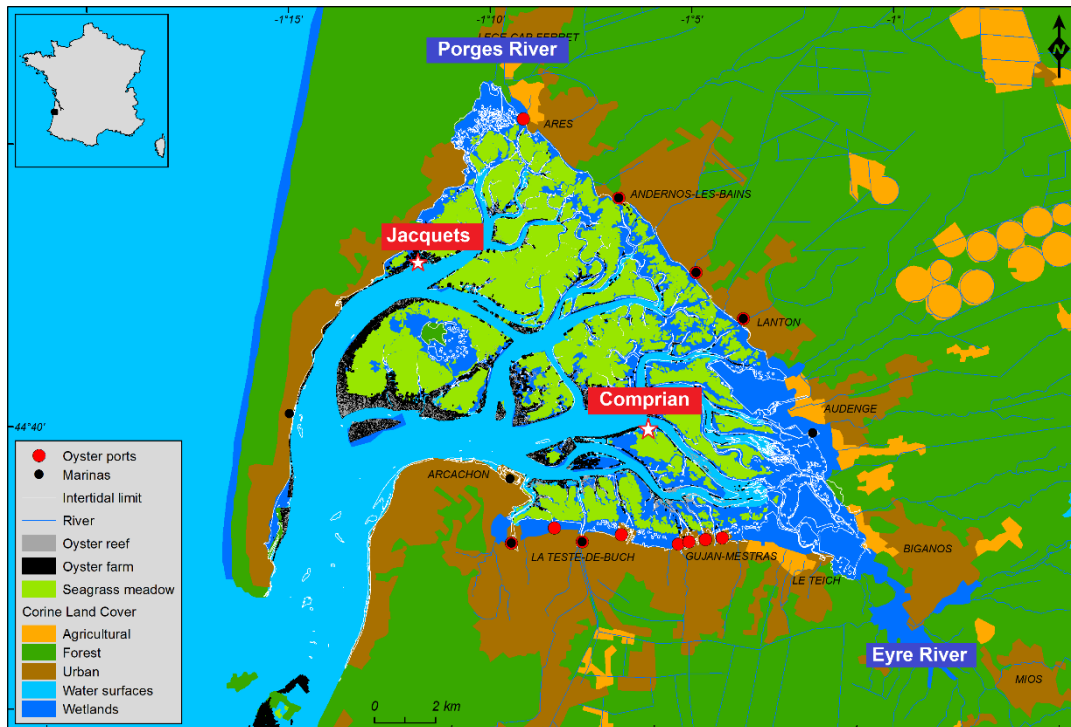 -1°15'
-1°10'
-1°5'
-1°
N
LEGE-CAP-FERRET
Porges River
ARES
ANDERNOS-LES-BAINS
Jacquets
LANTON
Comprian
AUDENGE
44°40'
ARCACHON
BIGANOS
LA TESTE-DE-BUCH
GUJAN-MESTRAS
LE TEICH
Eyre River
MIOS
0
2 km
Oyster ports
Marinas
Intertidal limit
River
Oyster reef
Oyster farm
Seagrass meadow
Corine Land Cover
Agricultural
Forest
Urban
Water surfaces
Wetlands